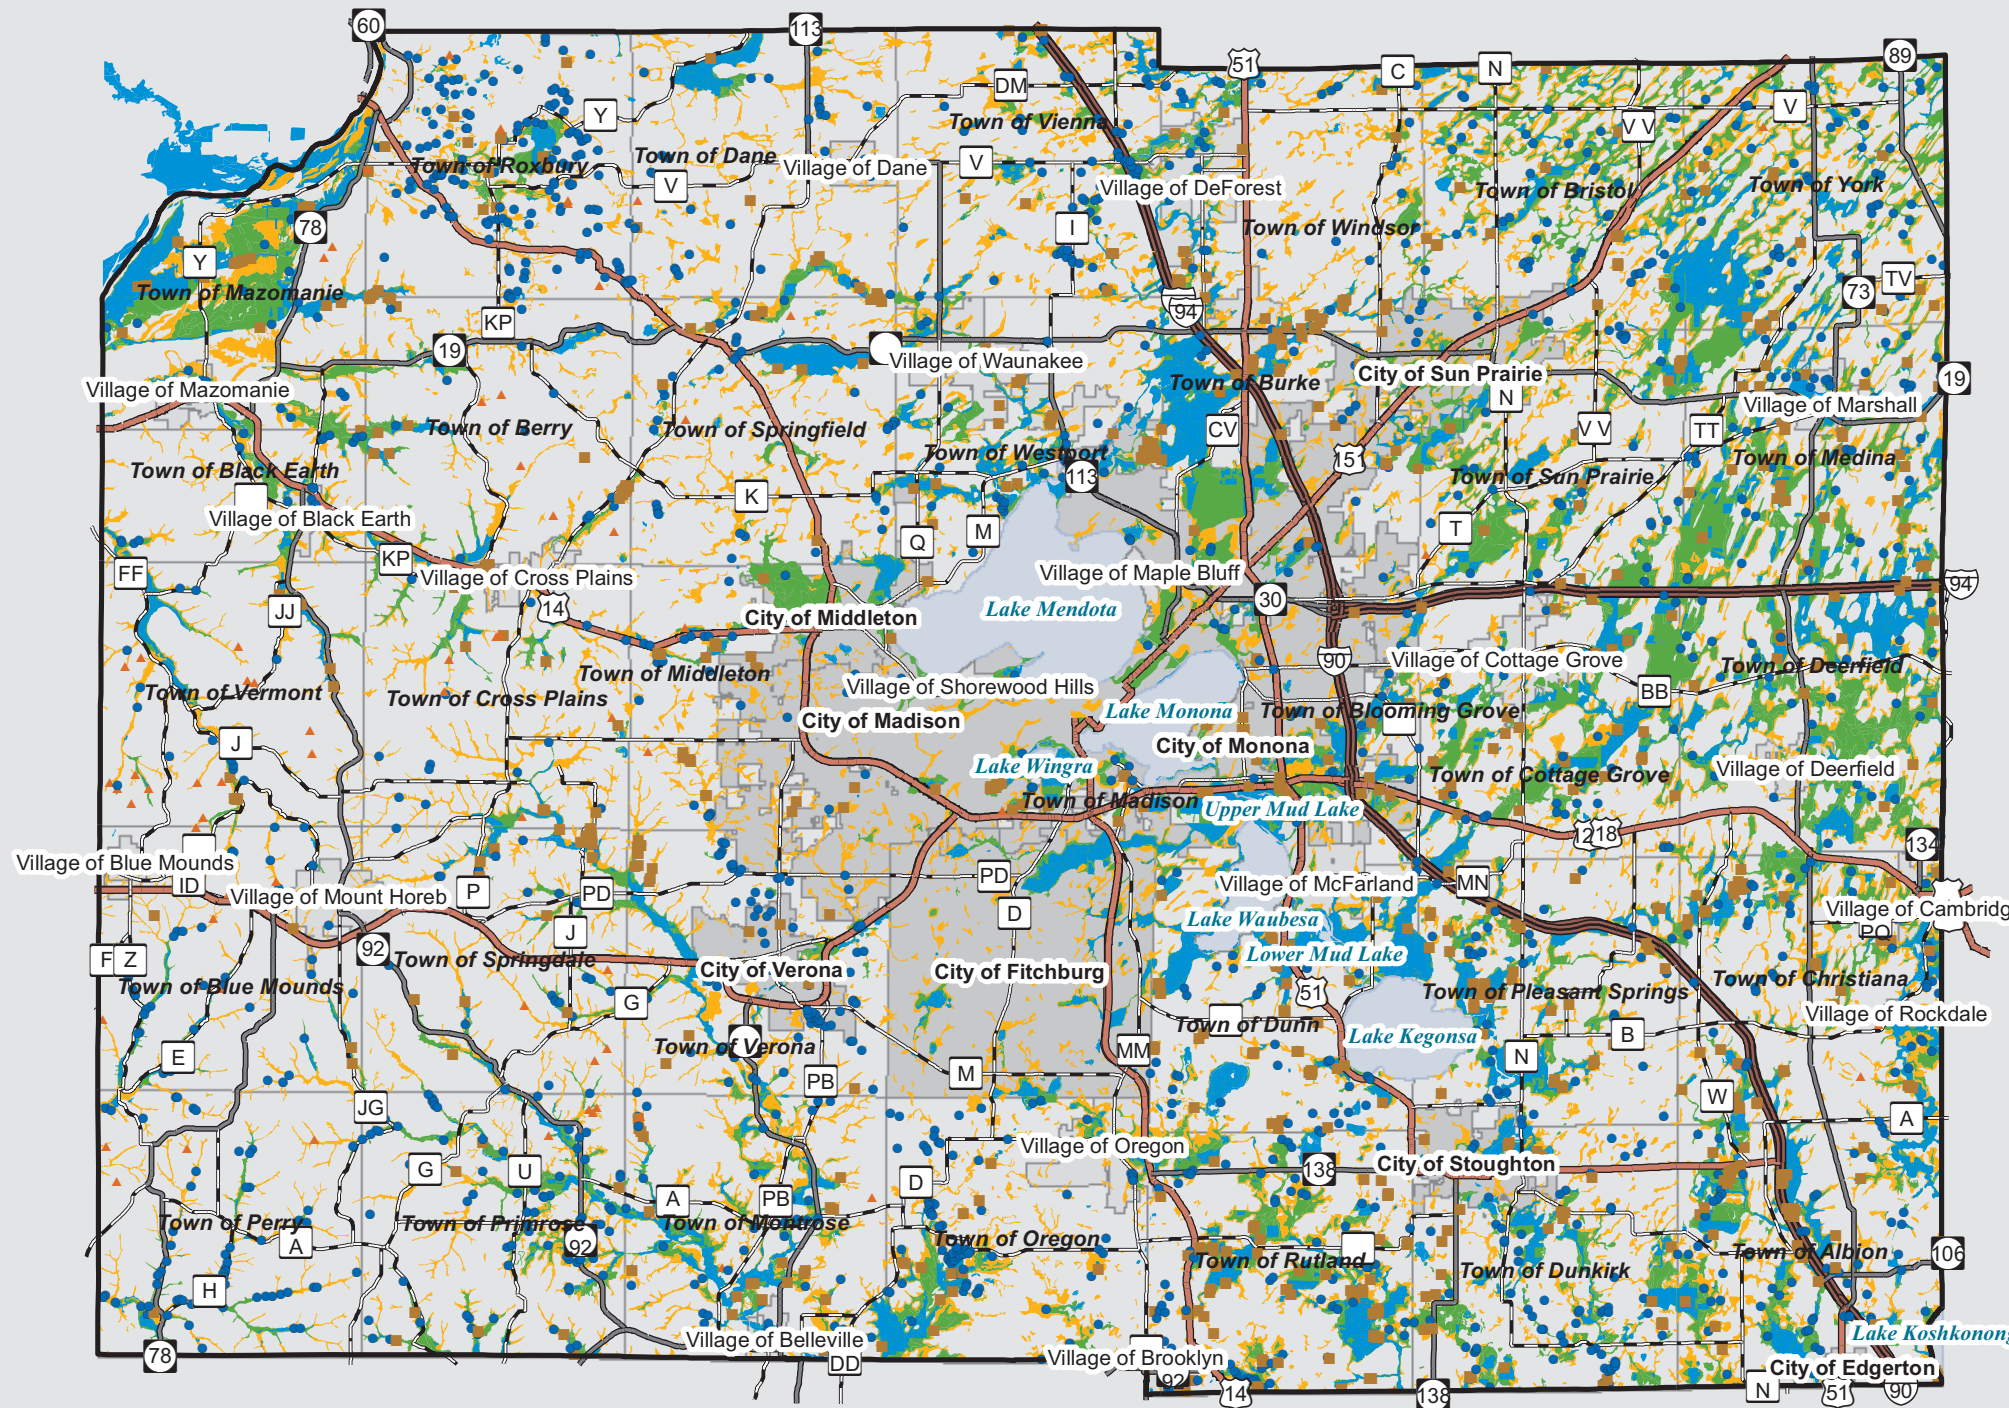 60
113
51
89
C
N
DM
Y
V
V V
Town of Vienna
Town of Roxbury
Town of Dane
Village of Dane
V
V
Village of DeForest
Town of Bristol
Town of York
78
I
Town of Windsor
Y
Town of Mazomanie
94
73
TV
KP
19
Village of Waunakee
Town of Burke
City of Sun Prairie
19
Village of Mazomanie
N
Village of Marshall
Town of Berry
Town of Springfield
CV
V V
TT
Town of Westport
151
Town of Medina
Town of Black Earth
113
Town of Sun Prairie
K
Village of Black Earth
Q
M
T
FF
KP
Village of Cross Plains
Village of Maple Bluff
94
JJ
14
City of Middleton
Lake Mendota
30
Town of Middleton
90
Village of Cottage Grove
Town of Deerfield
Town of Vermont
Town of Cross Plains
Village of Shorewood Hills
BB
City of Madison
Lake Monona
Town of Blooming Grove
J
City of Monona
Lake Wingra
Town of Cottage Grove
Village of Deerfield
Town of Madison
Upper Mud Lake
218
134
Village of Blue Mounds
ID
Village of Mount Horeb
P
PD
PD
Village of McFarland
MN
D
Lake Waubesa
Village of Cambridg
PQ
J
92
F
Z
Town of Springdale
City of Verona
City of Fitchburg
Lower Mud Lake
Town of Blue Mounds
G
51
Town of Pleasant Springs
Town of Christiana
Village of Rockdale
Town of Dunn
Lake Kegonsa
B
E
Town of Verona
MM
N
M
PB
W
JG
A
Village of Oregon
G
U
138
City of Stoughton
D
A
PB
Town of Perry
Town of Primrose
Town of Montrose
A
92
Town of Oregon
Town of Rutland
Town of Albion
106
Town of Dunkirk
H
78
Village of Belleville
DD
Village of Brooklyn
92
14
138
Lake Koshkonong
City of Edgerton
N
51
90